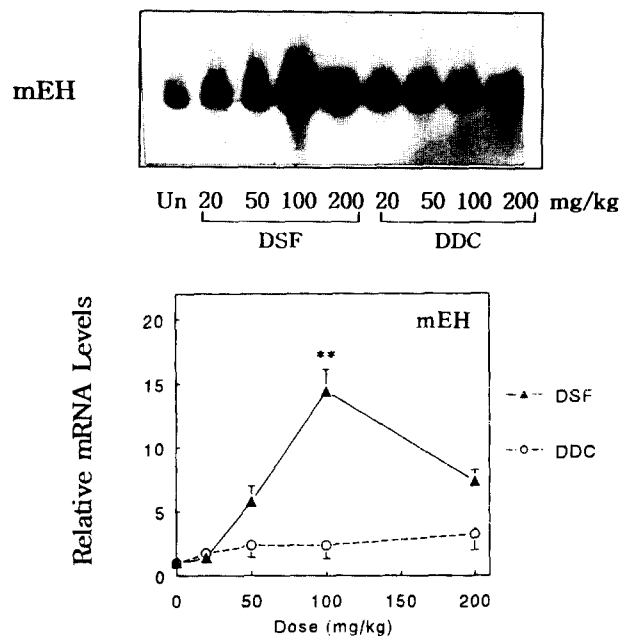 mEH
Un 20 50 100 200 20 50 100 200 mg/kg
DSF DDC
mEH
20
15
10
5
0
**
Relative mRNA Levels
DSF
DDC
0 50 100 150 200
Dose (mg/kg)